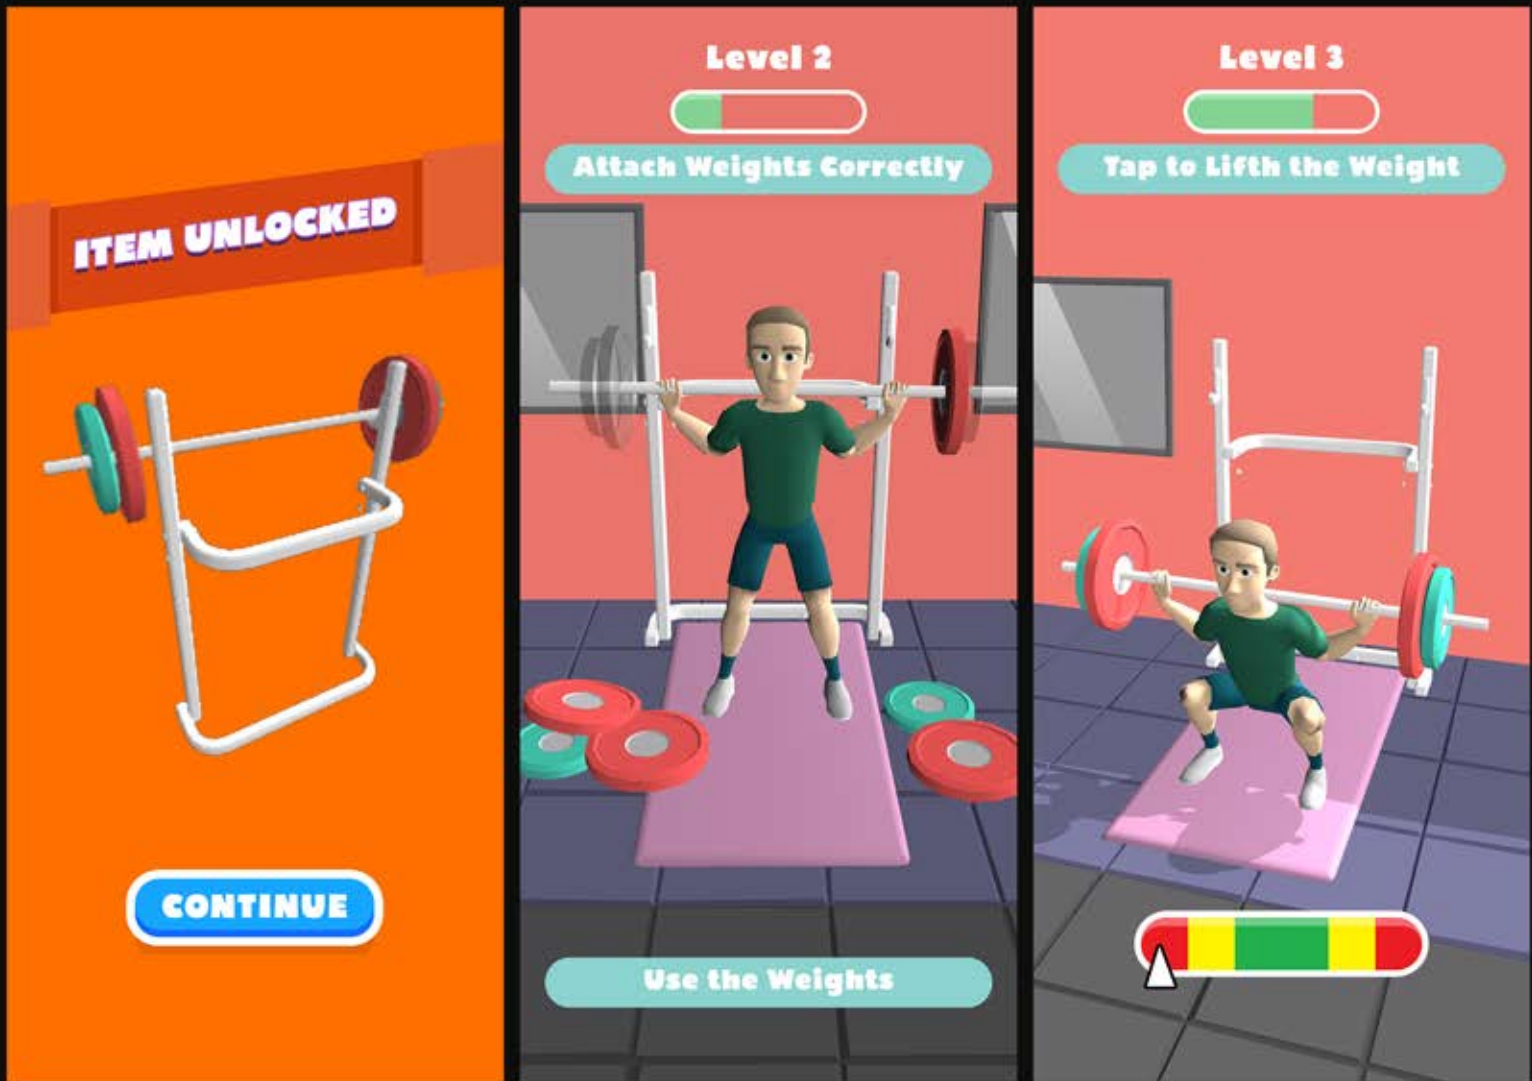 ITEM UNLOCKED
CONTINUE
Level 2
Attach Weights Correctly
Use the Weights
Level 3
Tap to Lifth the Weight